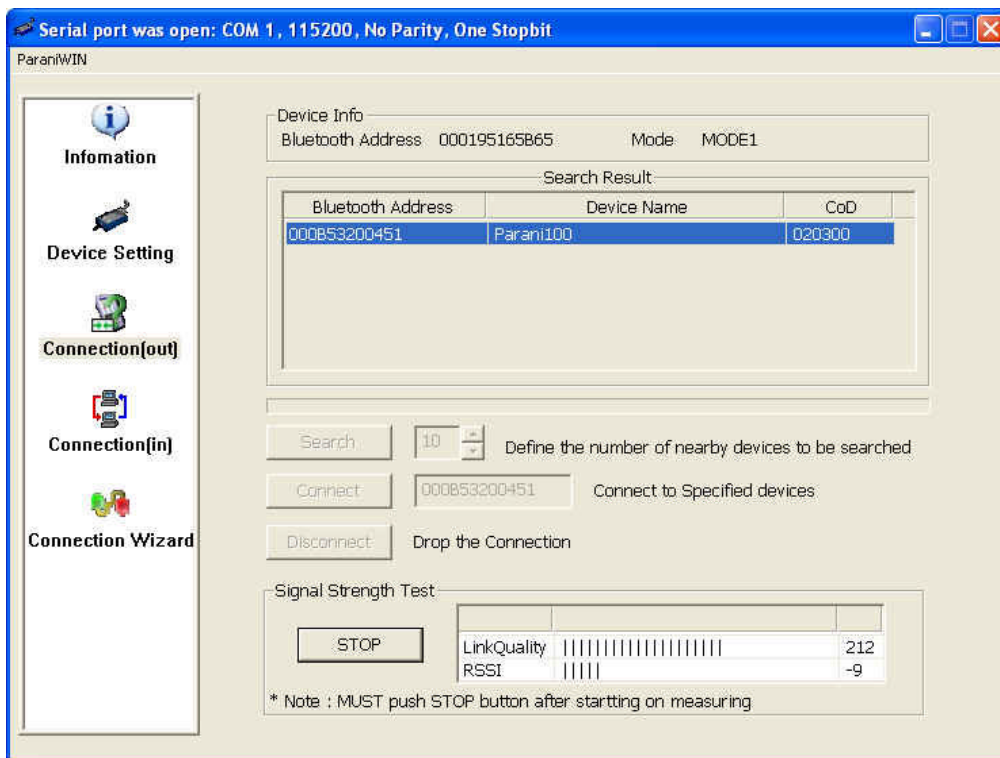 Serial port was open: COM 1, 115200, No Parity, One Stopbit
ParaniWIN
Infomation
Device Setting
Connection(out)
Connection(in)
Connection Wizard
Device Info
Bluetooth Address 000195165B65 Mode MODE1
Search Result
Bluetooth Address Device Name CoD
000B53200451 Parani100 020300
Search 10 Define the number of nearby devices to be searched
Connect 000B53200451 Connect to Specified devices
Disconnect Drop the Connection
Signal Strength Test
STOP
LinkQuality |||||||||||||||||||| 212
RSSI ||||| -9
* Note : MUST push STOP button after startting on measuring